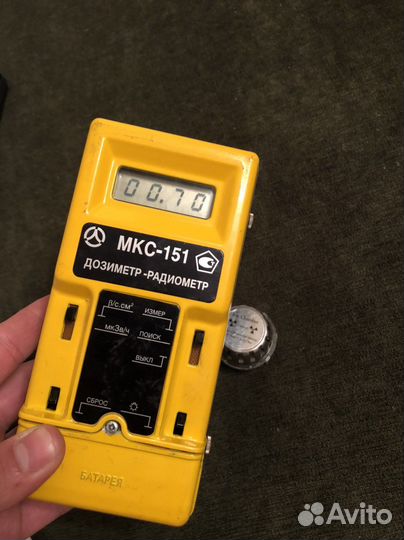 00.70
МКС-151
ДОЗИМЕТР-РАДИОМЕТР
β/с.см² ИЗМЕР
мкЗв/ч ПОИСК
ВЫКЛ
СБРОС
БАТАРЕЯ
Avito